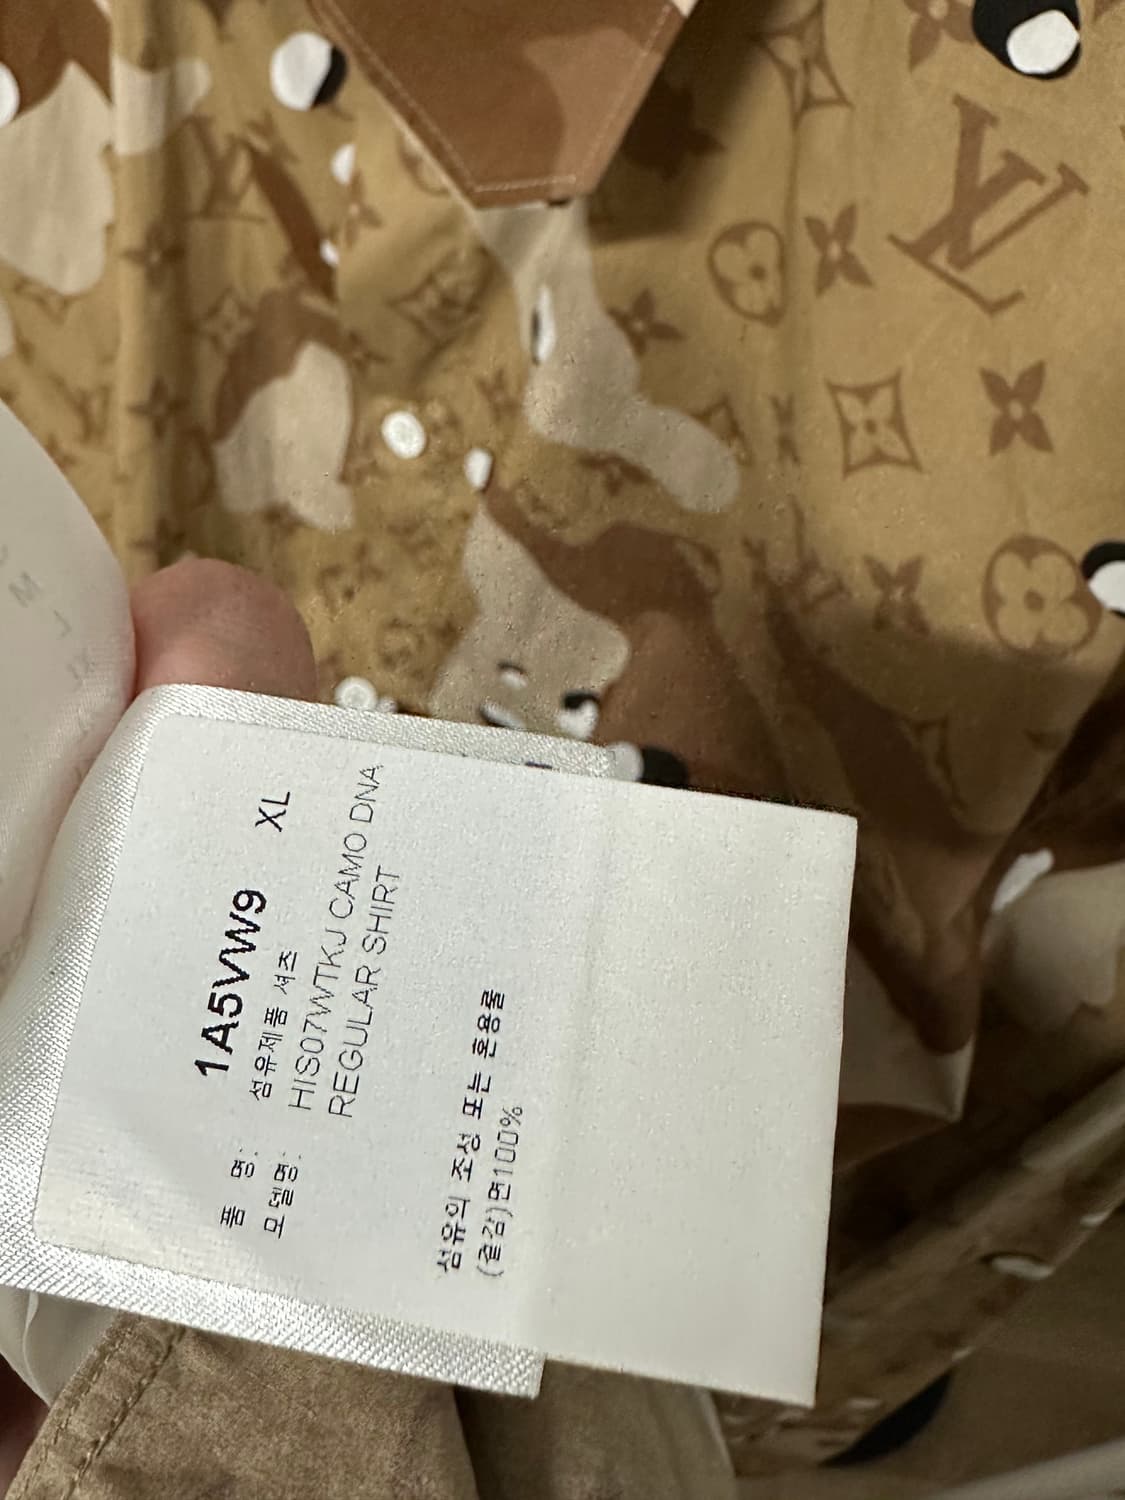 1A5VW9 XL
품 명: 섬유제품 셔츠
모델명: HIS07WTKJ CAMO DNA
REGULAR SHIRT
섬유의 조성 또는 혼용률
(겉감)면100%
LV